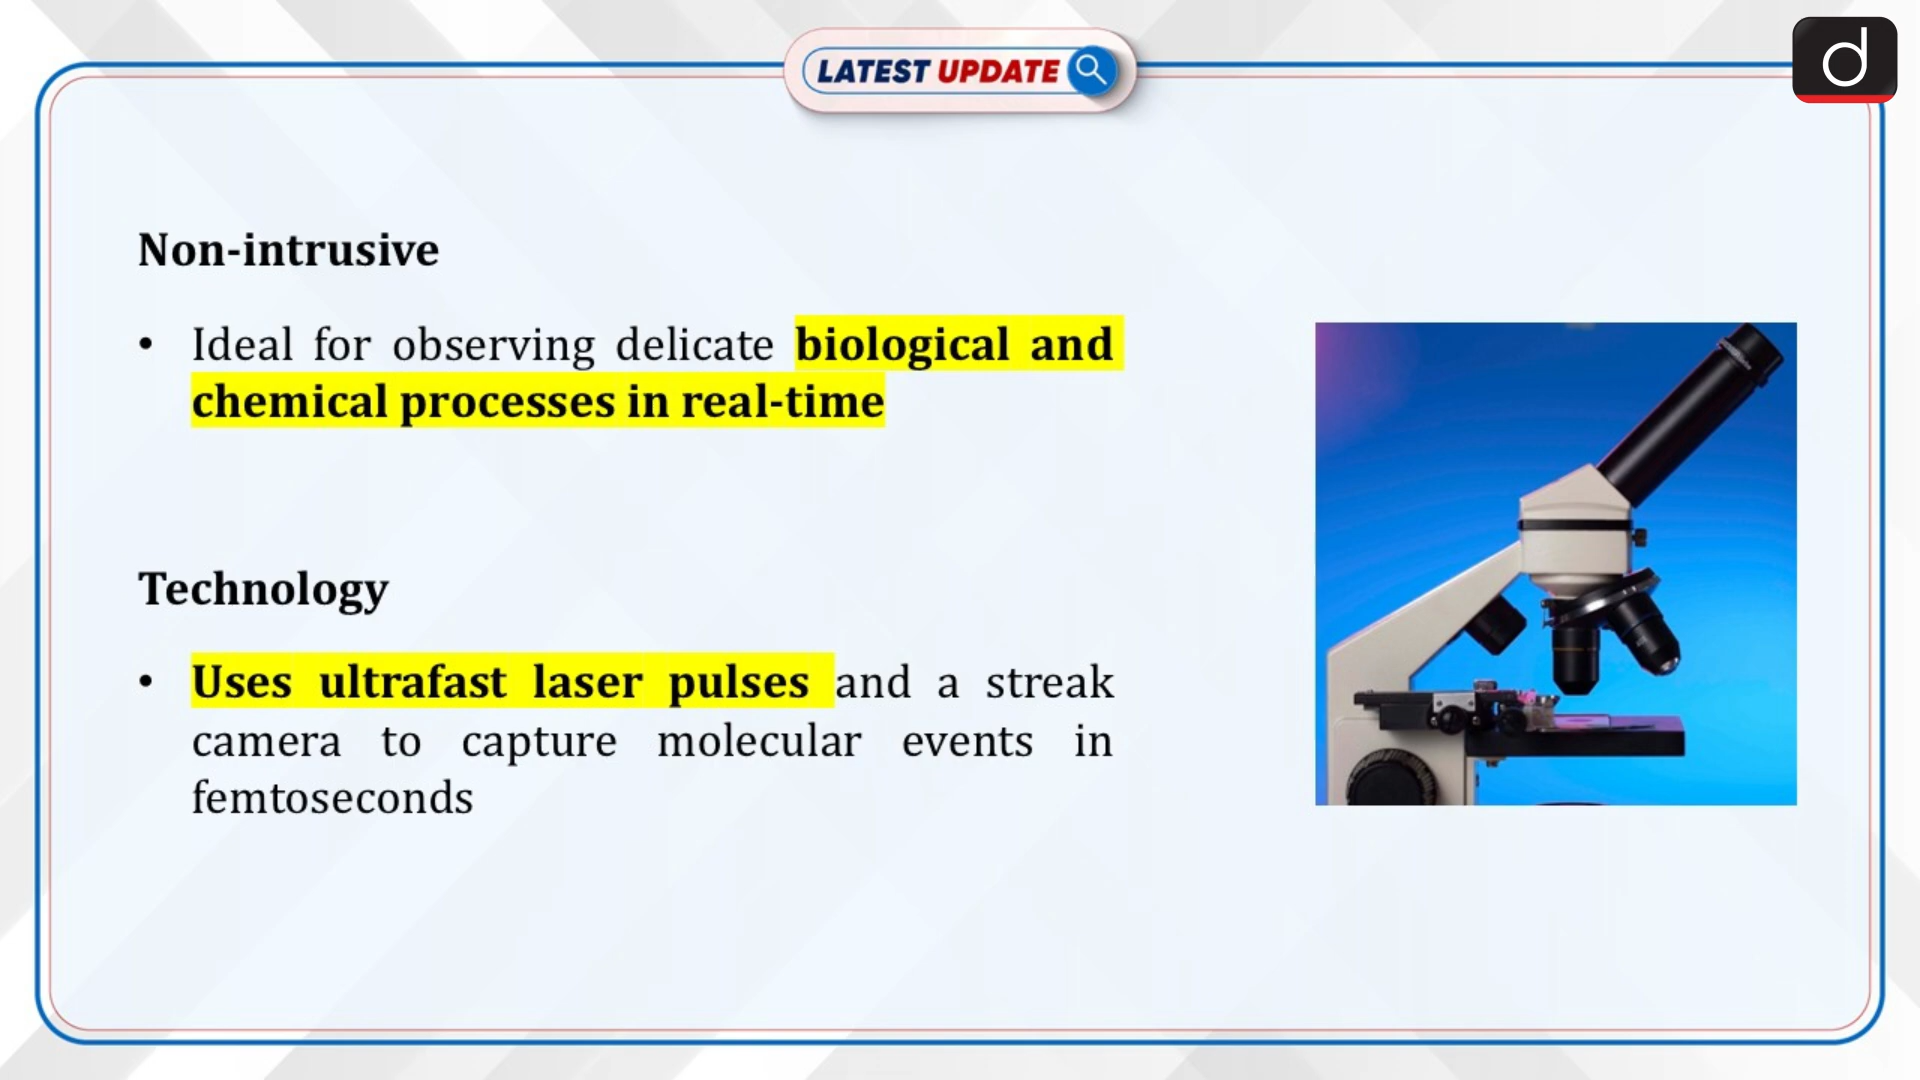 LATEST UPDATE
d
Non-intrusive
• Ideal for observing delicate biological and
chemical processes in real-time
Technology
• Uses ultrafast laser pulses and a streak
camera to capture molecular events in
femtoseconds